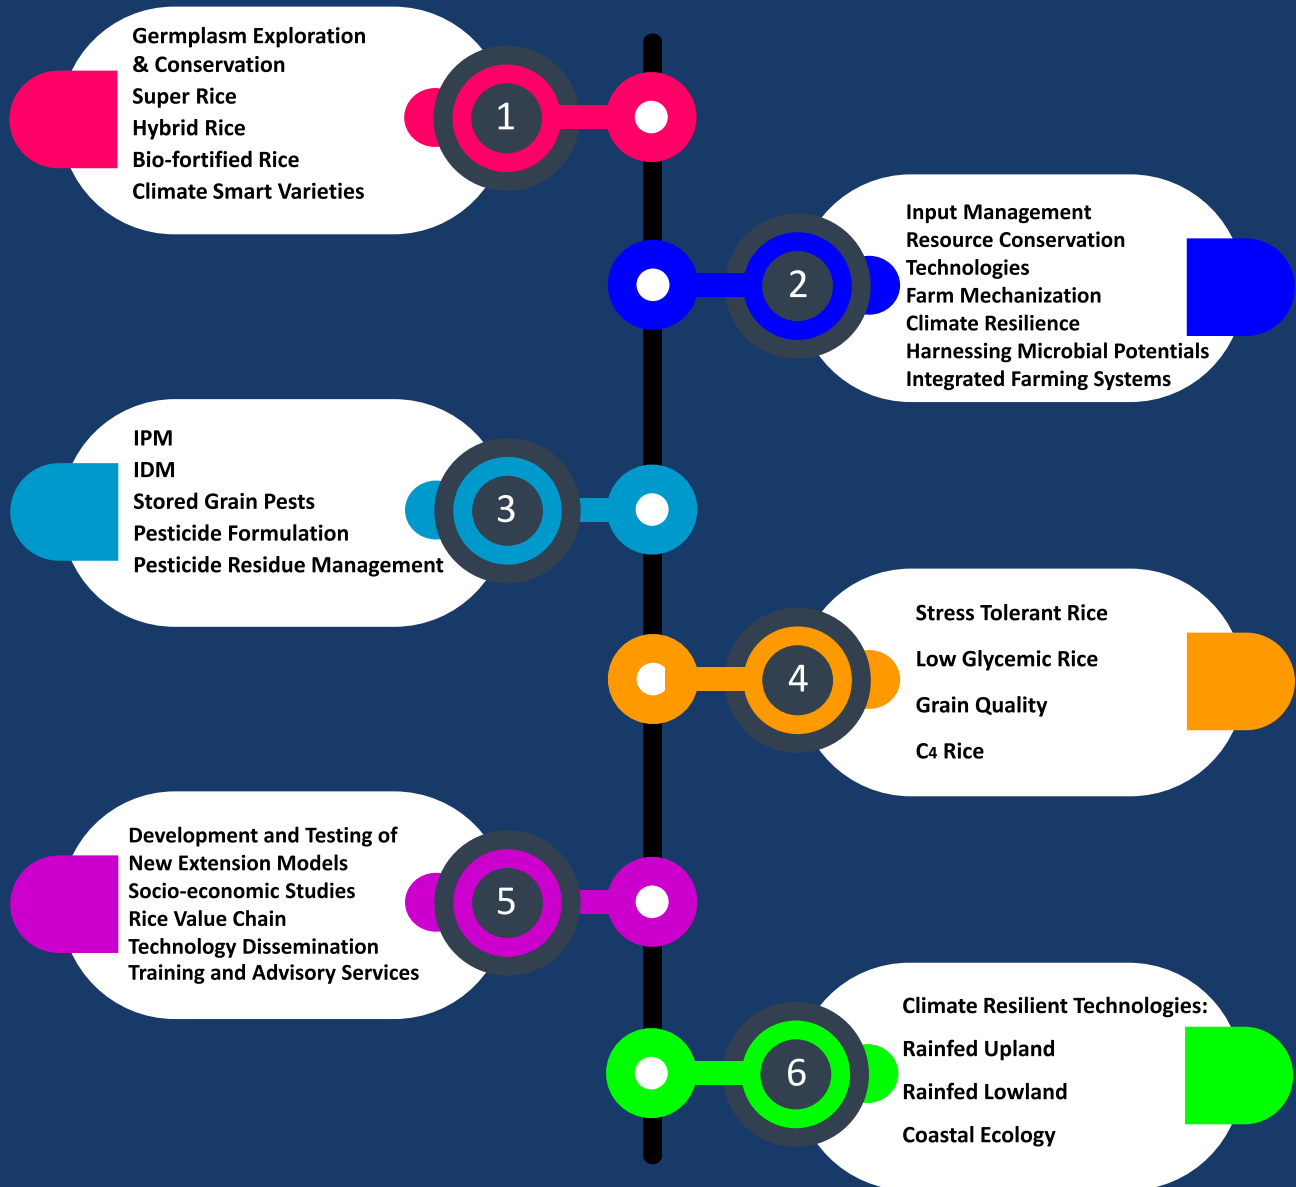 Germplasm Exploration
& Conservation
Super Rice
Hybrid Rice
Bio-fortified Rice
Climate Smart Varieties
1
2
Input Management
Resource Conservation
Technologies
Farm Mechanization
Climate Resilience
Harnessing Microbial Potentials
Integrated Farming Systems
IPM
IDM
Stored Grain Pests
Pesticide Formulation
Pesticide Residue Management
3
4
Stress Tolerant Rice
Low Glycemic Rice
Grain Quality
C4 Rice
Development and Testing of
New Extension Models
Socio-economic Studies
Rice Value Chain
Technology Dissemination
Training and Advisory Services
5
6
Climate Resilient Technologies:
Rainfed Upland
Rainfed Lowland
Coastal Ecology